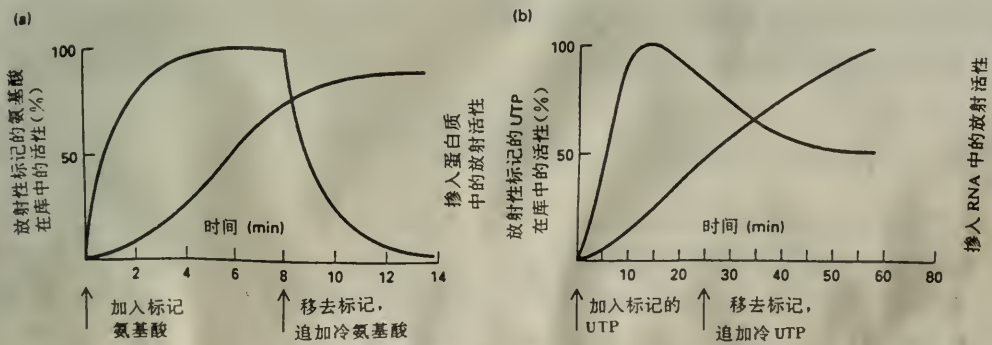 (a)
100
50
放射性标记的氨基酸
在库中的活性(%)
掺入蛋白质
中的放射活性
时间 (min)
2 4 6 8 10 12 14
加入标记
氨基酸
移去标记,
追加冷氨基酸
(b)
100
50
放射性标记的 UTP
在库中的活性(%)
掺入 RNA 中的放射活性
时间 (min)
10 20 30 40 50 60 80
加入标记的
UTP
移去标记,
追加冷 UTP